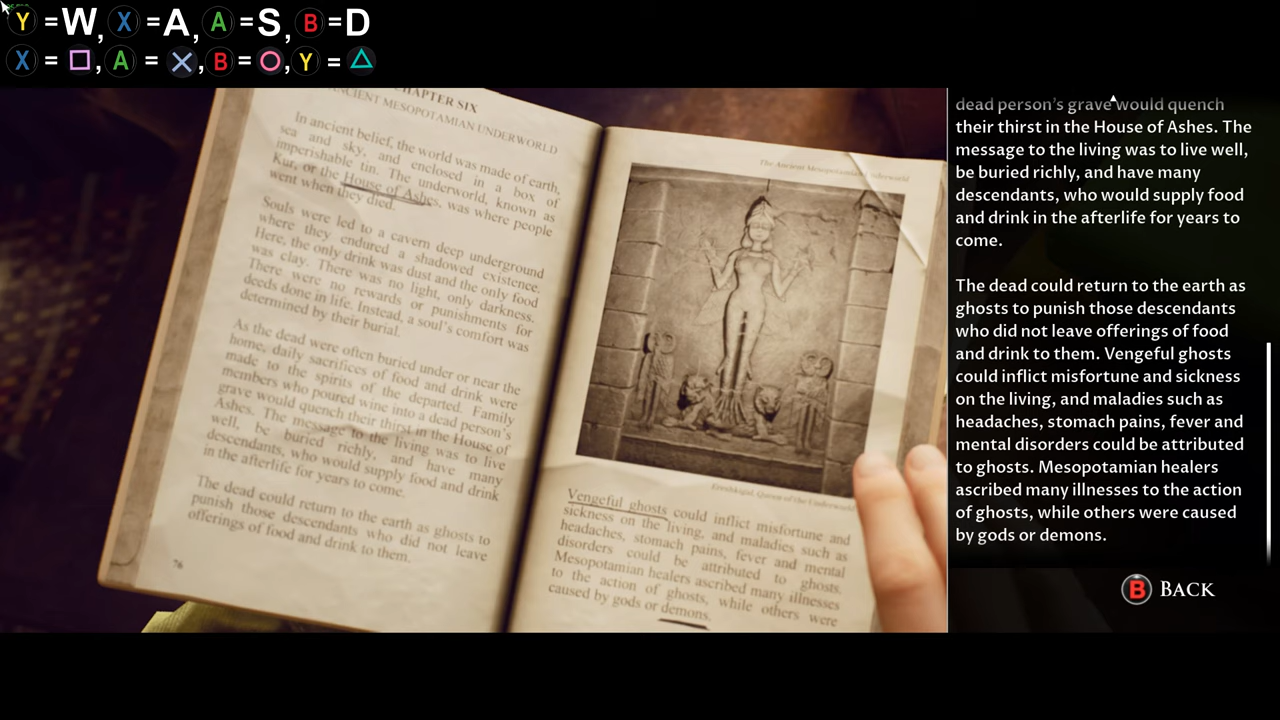 Y =W, X =A, A =S, B =D
X = □, A = ✕, B = ○, Y = △
CHAPTER SIX
ANCIENT MESOPOTAMIAN UNDERWORLD
In ancient belief, the world was made of earth,
sea and sky, and enclosed in a box of
imperishable tin. The underworld, known as
Kur, or the House of Ashes, was where people
went when they died.
Souls were led to a cavern deep underground
where they endured a shadowed existence.
Here, the only drink was dust and the only food
was clay. There was no light, only darkness.
There were no rewards or punishments for
deeds done in life. Instead, a soul's comfort was
determined by their burial.
As the dead were often buried under or near the
home, daily sacrifices of food and drink were
made to the spirits of the departed. Family
members who poured wine into a dead person's
grave would quench their thirst in the House of
Ashes. The message to the living was to live
well, be buried richly, and have many
descendants, who would supply food and drink
in the afterlife for years to come.
The dead could return to the earth as ghosts to
punish those descendants who did not leave
offerings of food and drink to them.
76
The Ancient Mesopotamian Underworld
Ereshkigal, Queen of the Underworld
Vengeful ghosts could inflict misfortune and
sickness on the living, and maladies such as
headaches, stomach pains, fever and mental
disorders could be attributed to ghosts.
Mesopotamian healers ascribed many illnesses
to the action of ghosts, while others were
caused by gods or demons.
dead person's grave would quench
their thirst in the House of Ashes. The
message to the living was to live well,
be buried richly, and have many
descendants, who would supply food
and drink in the afterlife for years to
come.
The dead could return to the earth as
ghosts to punish those descendants
who did not leave offerings of food
and drink to them. Vengeful ghosts
could inflict misfortune and sickness
on the living, and maladies such as
headaches, stomach pains, fever and
mental disorders could be attributed
to ghosts. Mesopotamian healers
ascribed many illnesses to the action
of ghosts, while others were caused
by gods or demons.
B BACK